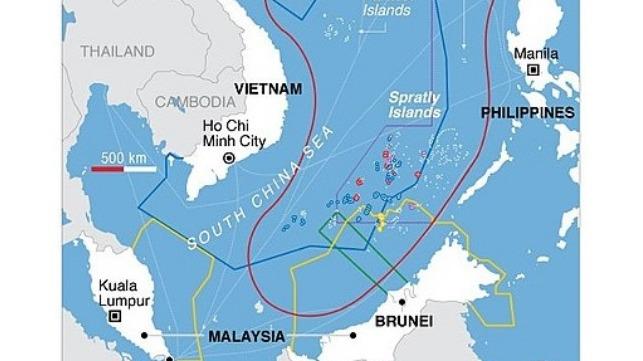 Islands
THAILAND
Manila
VIETNAM
CAMBODIA
Spratly
Islands
PHILIPPINES
Ho Chi
Minh City
500 km
SOUTH CHINA SEA
Kuala
Lumpur
MALAYSIA
BRUNEI